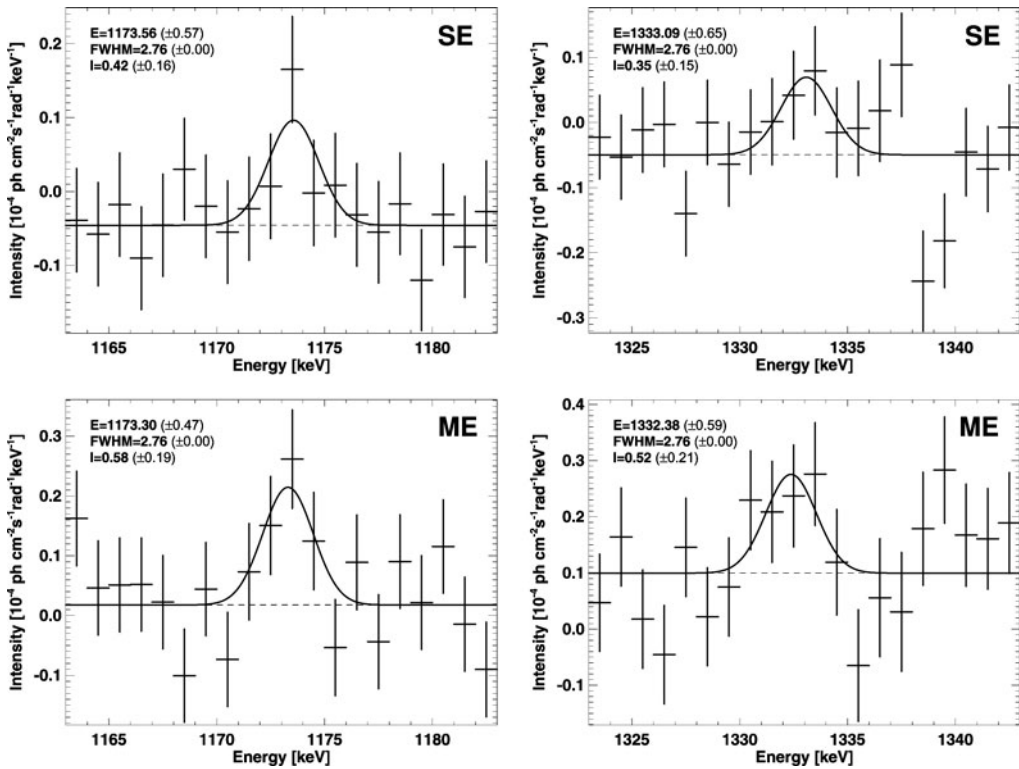 E=1173.56 (±0.57)
FWHM=2.76 (±0.00)
I=0.42 (±0.16)
SE
0.2
0.1
0.0
-0.1
Intensity [10⁻⁴ ph cm⁻²s⁻¹rad⁻¹keV⁻¹]
1165 1170 1175 1180
Energy [keV]
E=1333.09 (±0.65)
FWHM=2.76 (±0.00)
I=0.35 (±0.15)
SE
0.1
0.0
-0.1
-0.2
-0.3
Intensity [10⁻⁴ ph cm⁻²s⁻¹rad⁻¹keV⁻¹]
1325 1330 1335 1340
Energy [keV]
E=1173.30 (±0.47)
FWHM=2.76 (±0.00)
I=0.58 (±0.19)
ME
0.3
0.2
0.1
0.0
-0.1
Intensity [10⁻⁴ ph cm⁻²s⁻¹rad⁻¹keV⁻¹]
1165 1170 1175 1180
Energy [keV]
E=1332.38 (±0.59)
FWHM=2.76 (±0.00)
I=0.52 (±0.21)
ME
0.4
0.3
0.2
0.1
0.0
-0.1
Intensity [10⁻⁴ ph cm⁻²s⁻¹rad⁻¹keV⁻¹]
1325 1330 1335 1340
Energy [keV]